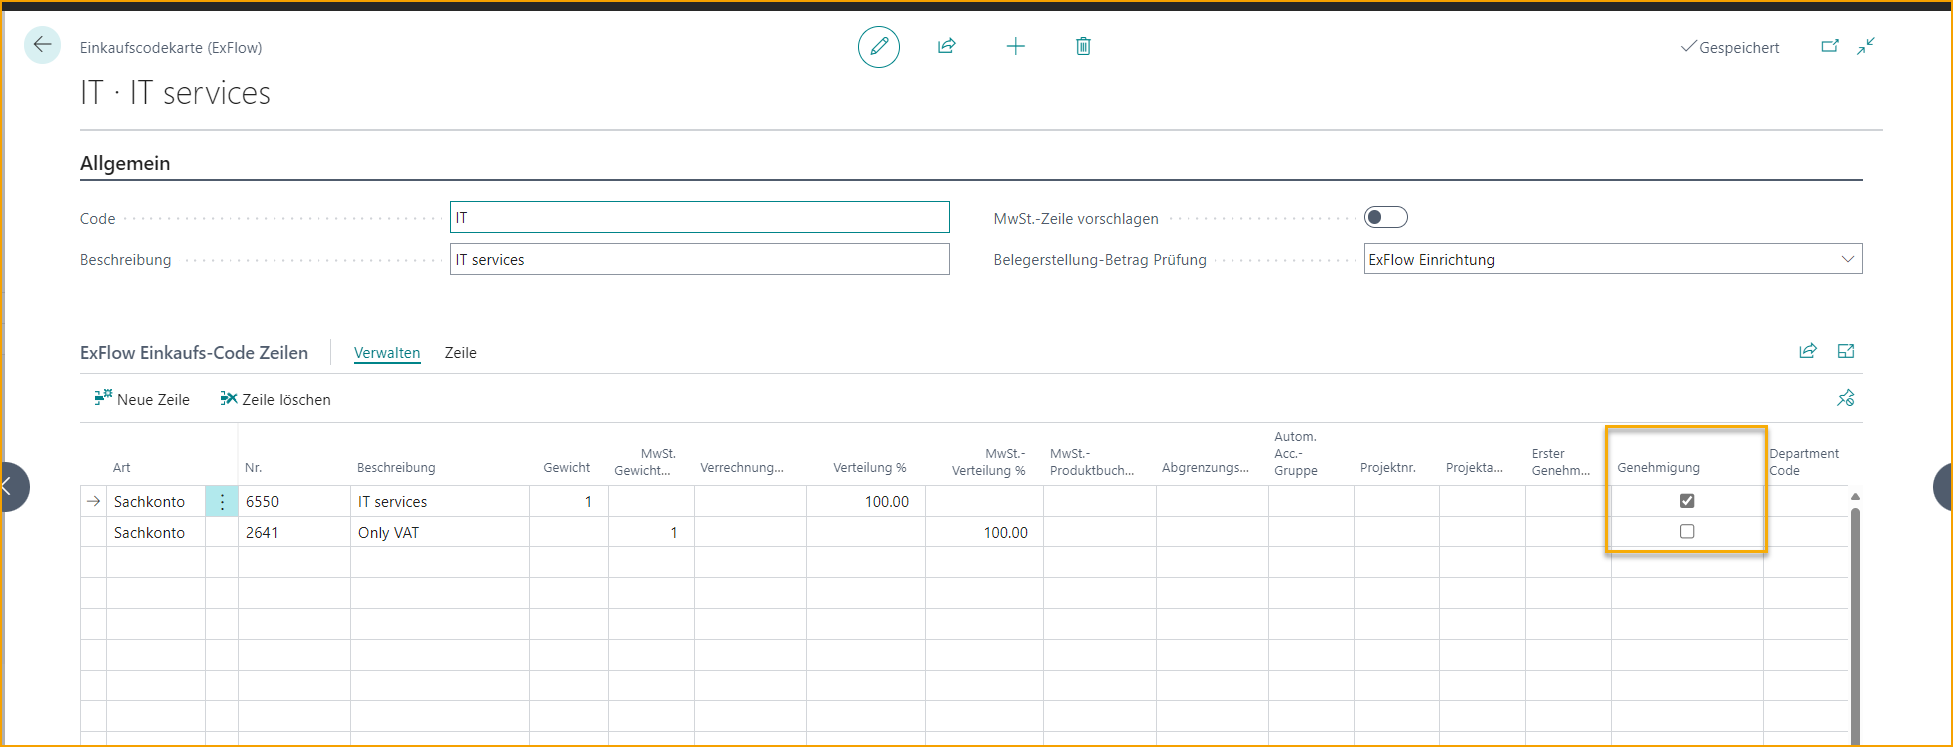 Einkaufscodekarte (ExFlow)
Gespeichert
IT · IT services
Allgemein
Code
IT
MwSt.-Zeile vorschlagen
Beschreibung
IT services
Belegerstellung-Betrag Prüfung
ExFlow Einrichtung
ExFlow Einkaufs-Code Zeilen
Verwalten
Zeile
Neue Zeile
Zeile löschen
Art
Nr.
Beschreibung
Gewicht
MwSt. Gewicht...
Verrechnung...
Verteilung %
MwSt.- Verteilung %
MwSt.- Produktbuch...
Abgrenzungs...
Autom. Acc.- Gruppe
Projektnr.
Projekta...
Erster Genehm...
Genehmigung
Department Code
Sachkonto 6550 IT services 1 100.00
Sachkonto 2641 Only VAT 1 100.00